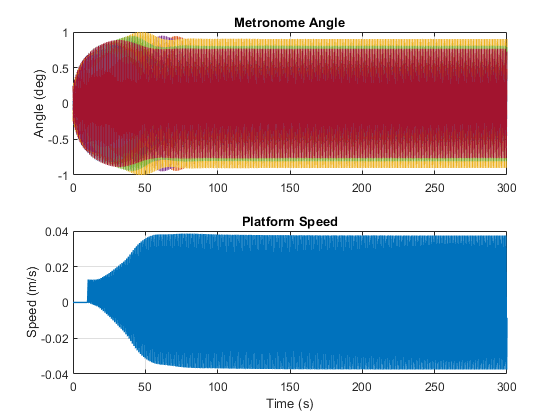 Metronome Angle
1
0.5
0
-0.5
-1
Angle (deg)
0 50 100 150 200 250 300
Platform Speed
0.04
0.02
0
-0.02
-0.04
Speed (m/s)
0 50 100 150 200 250 300
Time (s)